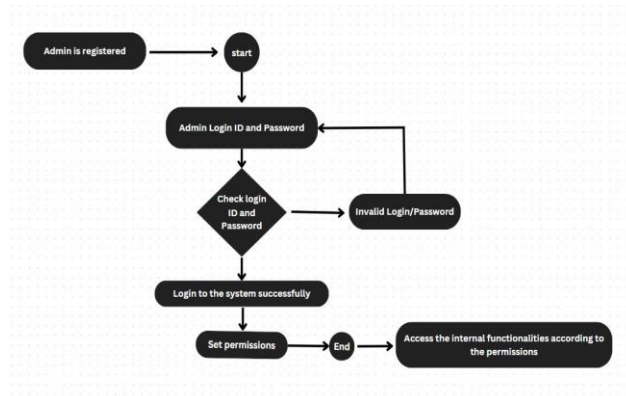 Admin is registered
start
Admin Login ID and Password
Check login
ID and
Password
Invalid Login/Password
Login to the system successfully
Set permissions
End
Access the internal functionalities according to
the permissions